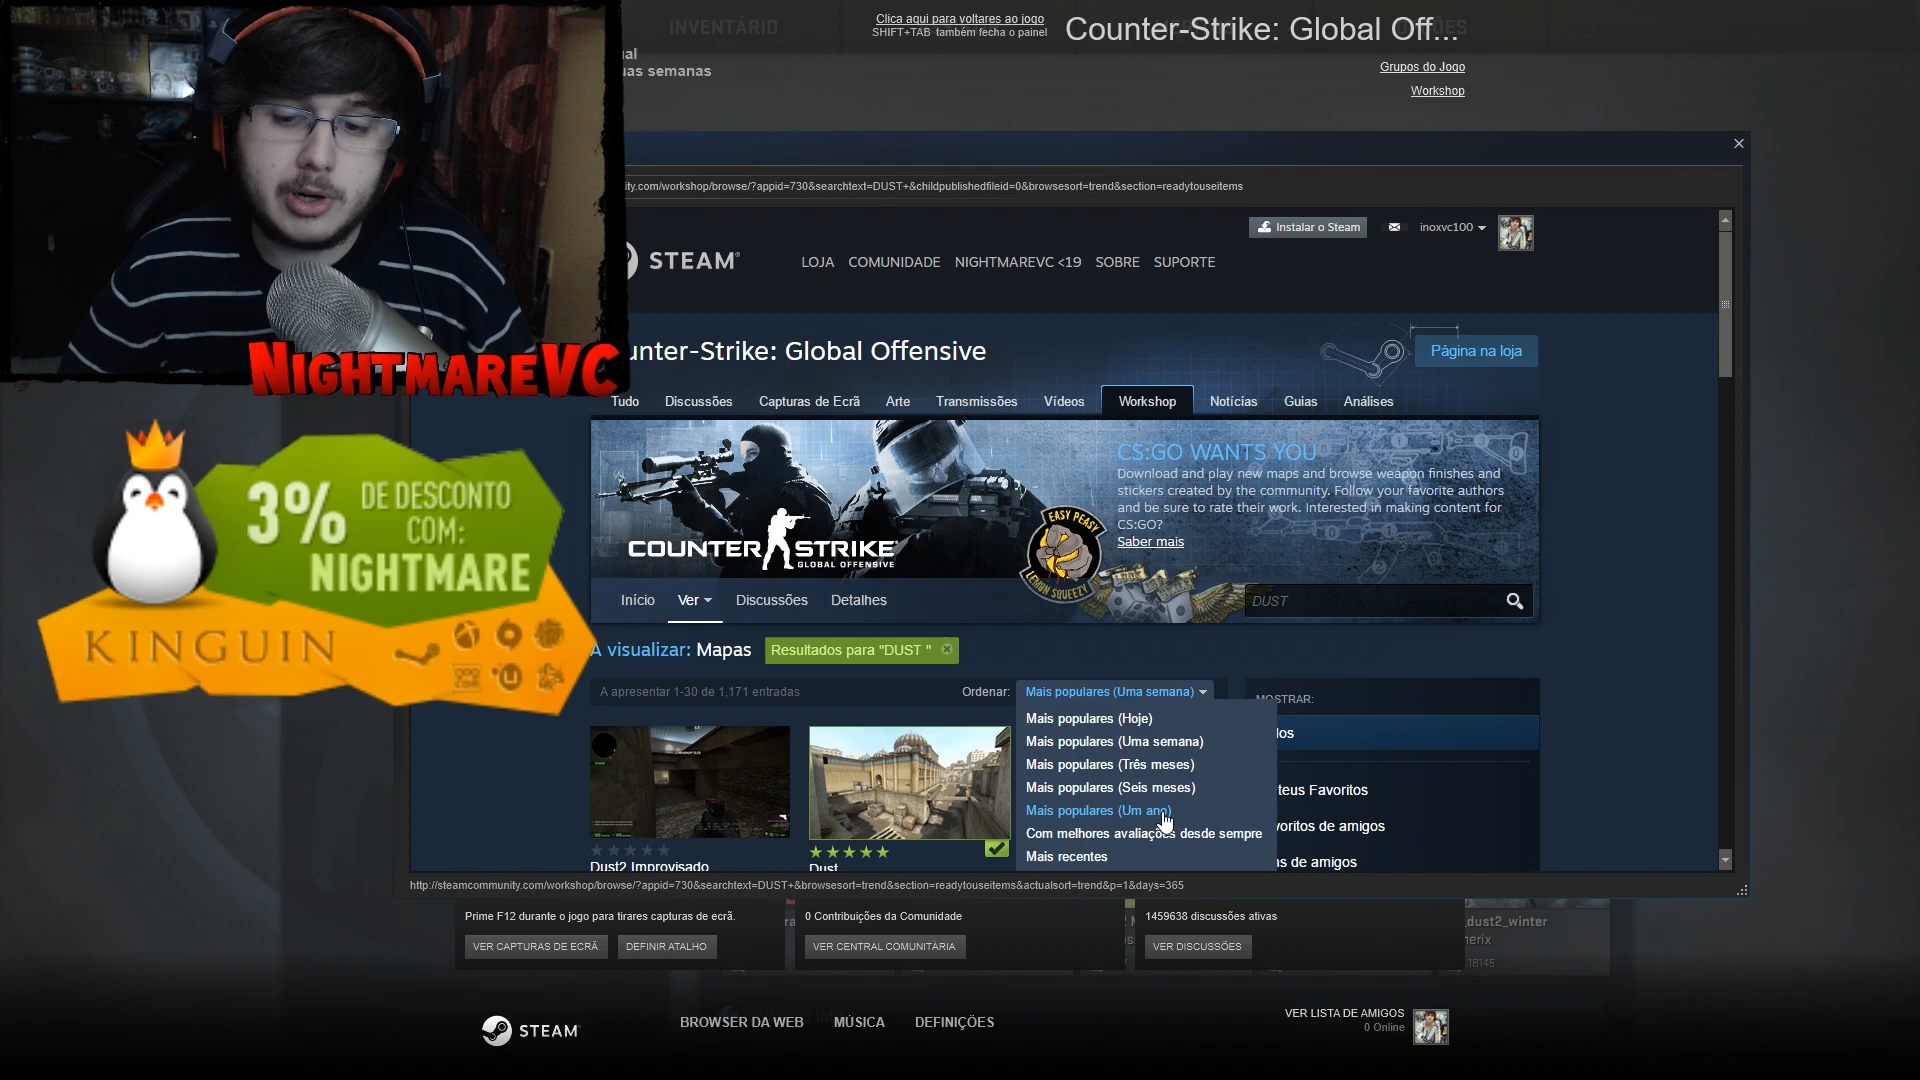 INVENTÁRIO
Clica aqui para voltares ao jogo
SHIFT+TAB também fecha o painel
Counter-Strike: Global Off...
Grupos do Jogo
Workshop
uas semanas
ty.com/workshop/browse/?appid=730&searchtext=DUST+&childpublishedfileid=0&browsesort=trend&section=readytouseitems
Instalar o Steam
inoxvc100
STEAM
LOJA COMUNIDADE NIGHTMAREVC <19 SOBRE SUPORTE
unter-Strike: Global Offensive
Página na loja
NIGHTMAREVC
Tudo Discussões Capturas de Ecrã Arte Transmissões Vídeos Workshop Notícias Guias Análises
CS:GO WANTS YOU
Download and play new maps and browse weapon finishes and
stickers created by the community. Follow your favorite authors
and be sure to rate their work. Interested in making content for
CS:GO?
Saber mais
COUNTER STRIKE
GLOBAL OFFENSIVE
EASY PEASY
LEMON SQUEEZY
3% DE DESCONTO
COM:
NIGHTMARE
KINGUIN
Início Ver Discussões Detalhes
DUST
A visualizar: Mapas
Resultados para "DUST "
A apresentar 1-30 de 1,171 entradas
Ordenar: Mais populares (Uma semana)
MOSTRAR:
Mais populares (Hoje)
Mais populares (Uma semana)
Mais populares (Três meses)
Mais populares (Seis meses)
Mais populares (Um ano)
Com melhores avaliações desde sempre
Mais recentes
dos
teus Favoritos
voritos de amigos
ns de amigos
Dust2 Improvisado
Dust
http://steamcommunity.com/workshop/browse/?appid=730&searchtext=DUST+&browsesort=trend&section=readytouseitems&actualsort=trend&p=1&days=365
Prime F12 durante o jogo para tirares capturas de ecrã.
VER CAPTURAS DE ECRÃ
DEFINIR ATALHO
0 Contribuições da Comunidade
VER CENTRAL COMUNITÁRIA
1459638 discussões ativas
VER DISCUSSÕES
_dust2_winter
erix
18145
STEAM
BROWSER DA WEB MÚSICA DEFINIÇÕES
VER LISTA DE AMIGOS
0 Online